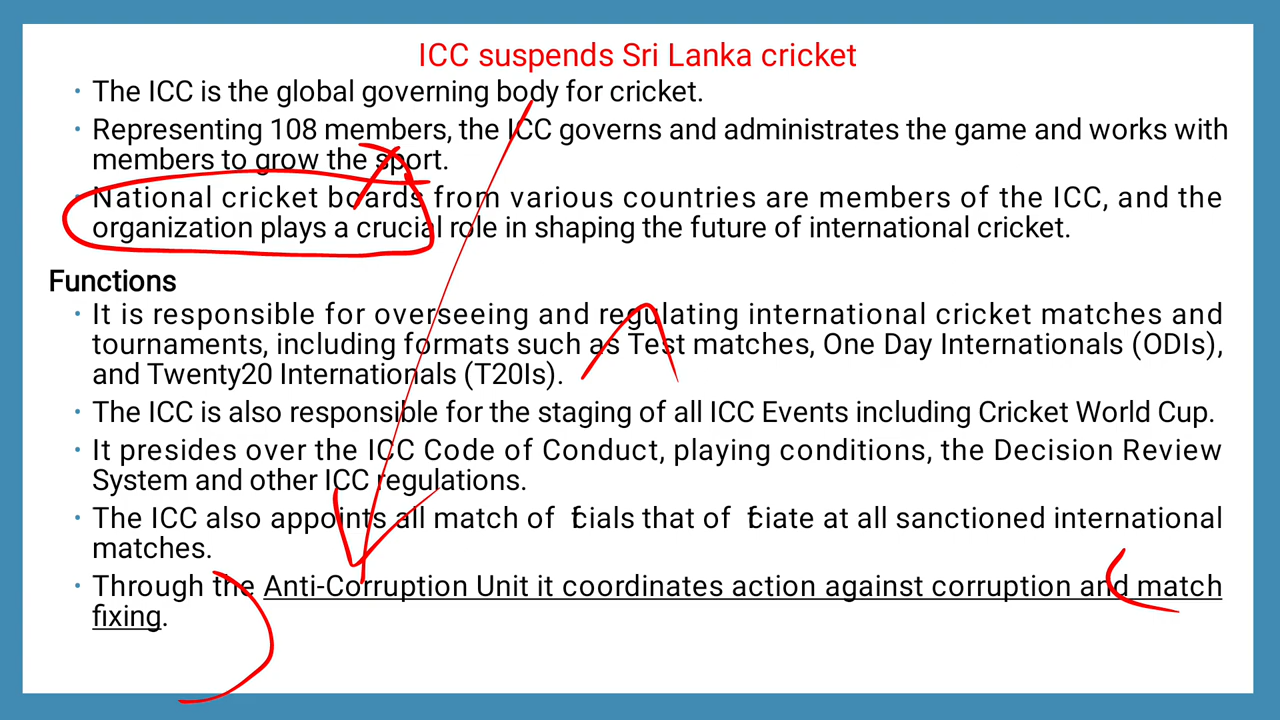 ICC suspends Sri Lanka cricket
• The ICC is the global governing body for cricket.
• Representing 108 members, the ICC governs and administrates the game and works with
members to grow the sport.
• National cricket boards from various countries are members of the ICC, and the
organization plays a crucial role in shaping the future of international cricket.
Functions
• It is responsible for overseeing and regulating international cricket matches and
tournaments, including formats such as Test matches, One Day Internationals (ODIs),
and Twenty20 Internationals (T20Is).
• The ICC is also responsible for the staging of all ICC Events including Cricket World Cup.
• It presides over the ICC Code of Conduct, playing conditions, the Decision Review
System and other ICC regulations.
• The ICC also appoints all match of ficials that of ficiate at all sanctioned international
matches.
• Through the Anti-Corruption Unit it coordinates action against corruption and match
fixing.